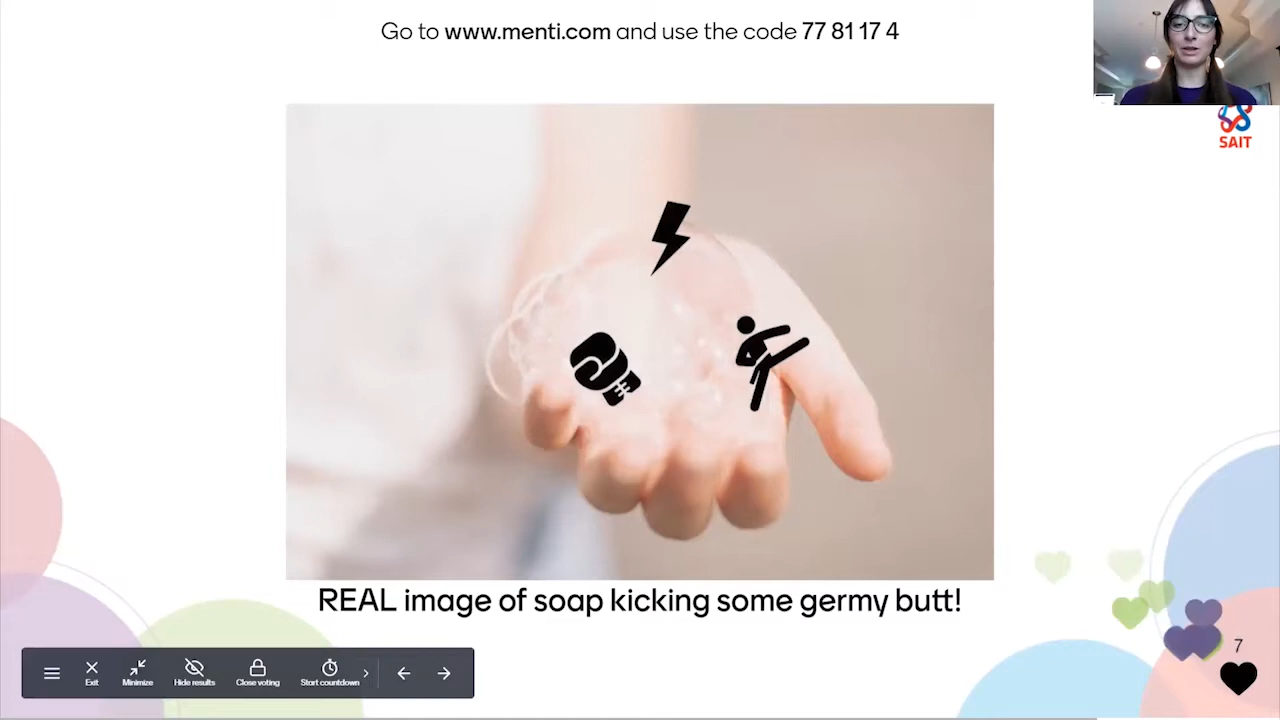 Go to www.menti.com and use the code 77 81 17 4
SAIT
REAL image of soap kicking some germy butt!
7
Exit
Minimize
Hide results
Close voting
Start countdown